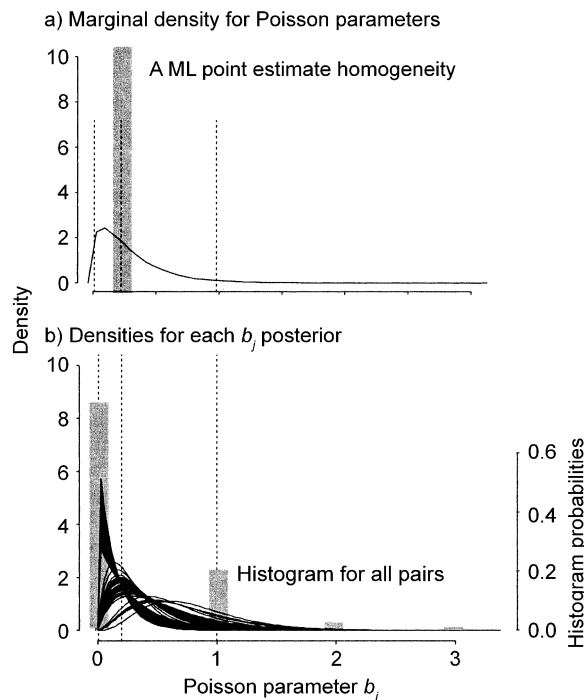 a) Marginal density for Poisson parameters
10
A ML point estimate homogeneity
8
6
4
2
0
Density
b) Densities for each bj posterior
10
8
6
4
2
0
0.6
0.4
0.2
0.0
Histogram probabilities
Histogram for all pairs
0 1 2 3
Poisson parameter bj